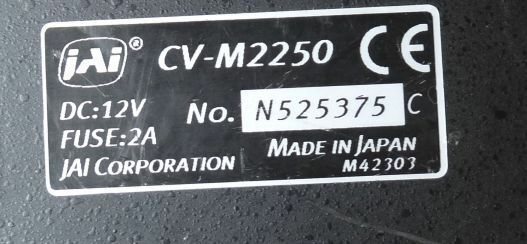 JAi® CV-M2250 CE
DC:12V No. N525375 C
FUSE:2A
JAI CORPORATION MADE IN JAPAN
M42303